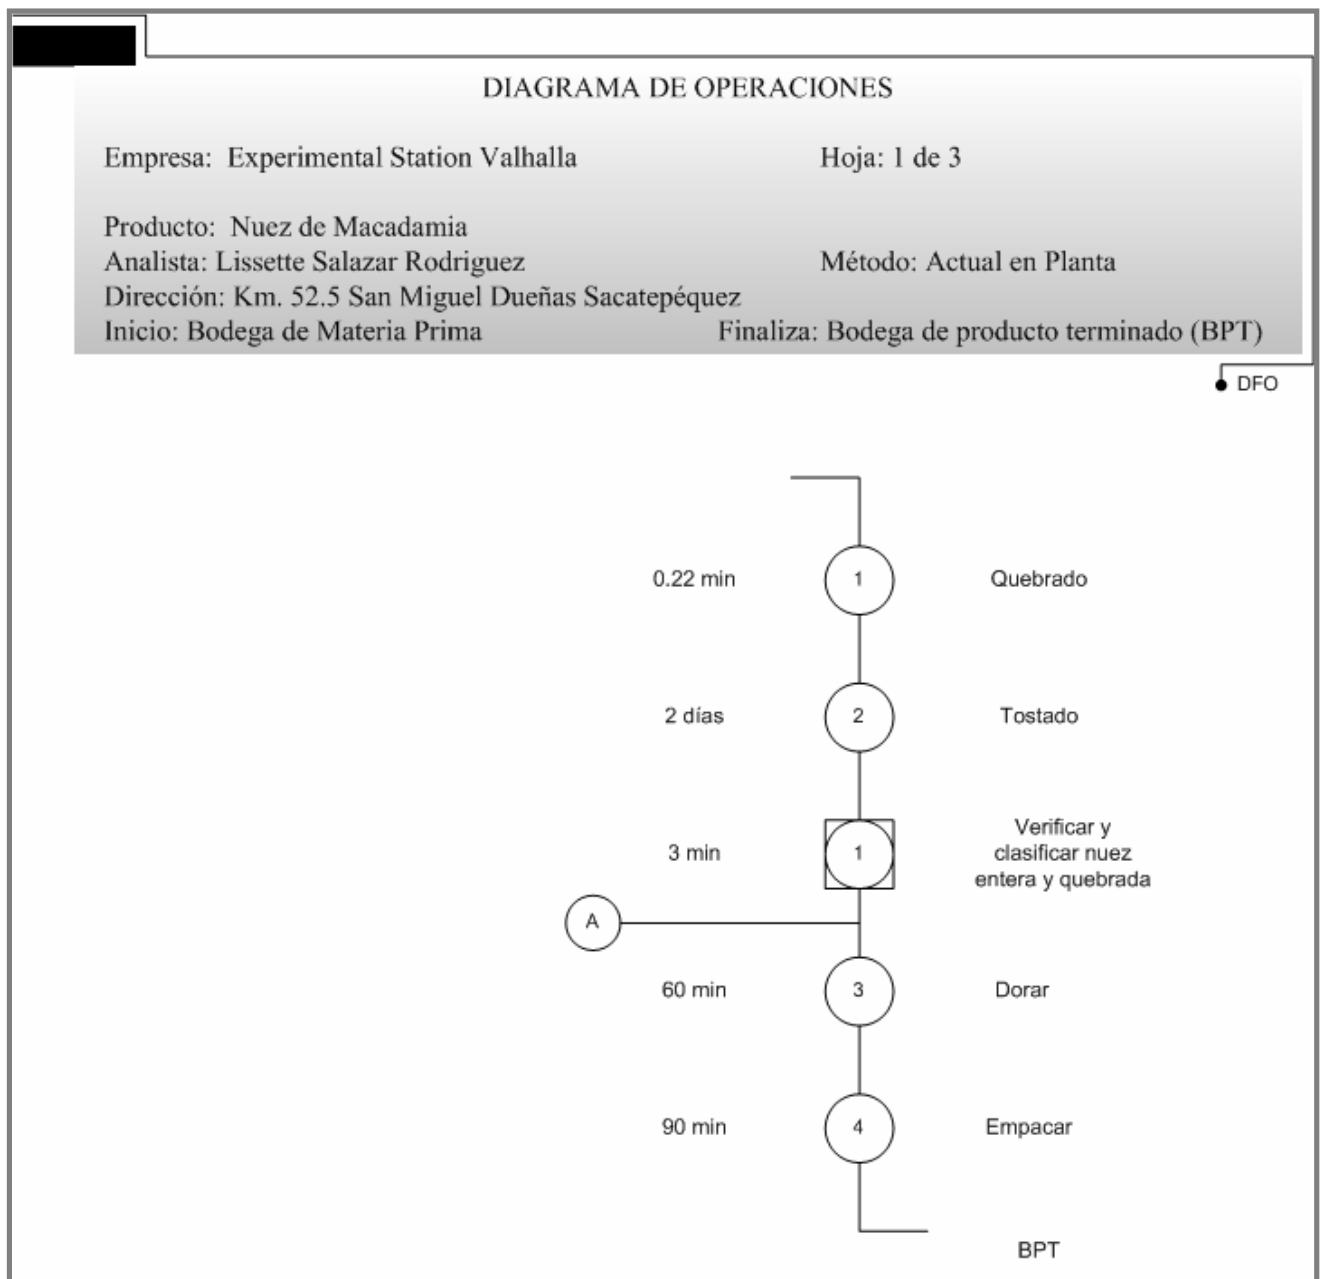 DIAGRAMA DE OPERACIONES
Empresa: Experimental Station Valhalla Hoja: 1 de 3
Producto: Nuez de Macadamia
Analista: Lissette Salazar Rodriguez Método: Actual en Planta
Dirección: Km. 52.5 San Miguel Dueñas Sacatepéquez
Inicio: Bodega de Materia Prima Finaliza: Bodega de producto terminado (BPT)
DFO
0.22 min 1 Quebrado
2 días 2 Tostado
3 min 1 Verificar y
clasificar nuez
entera y quebrada
A
60 min 3 Dorar
90 min 4 Empacar
BPT